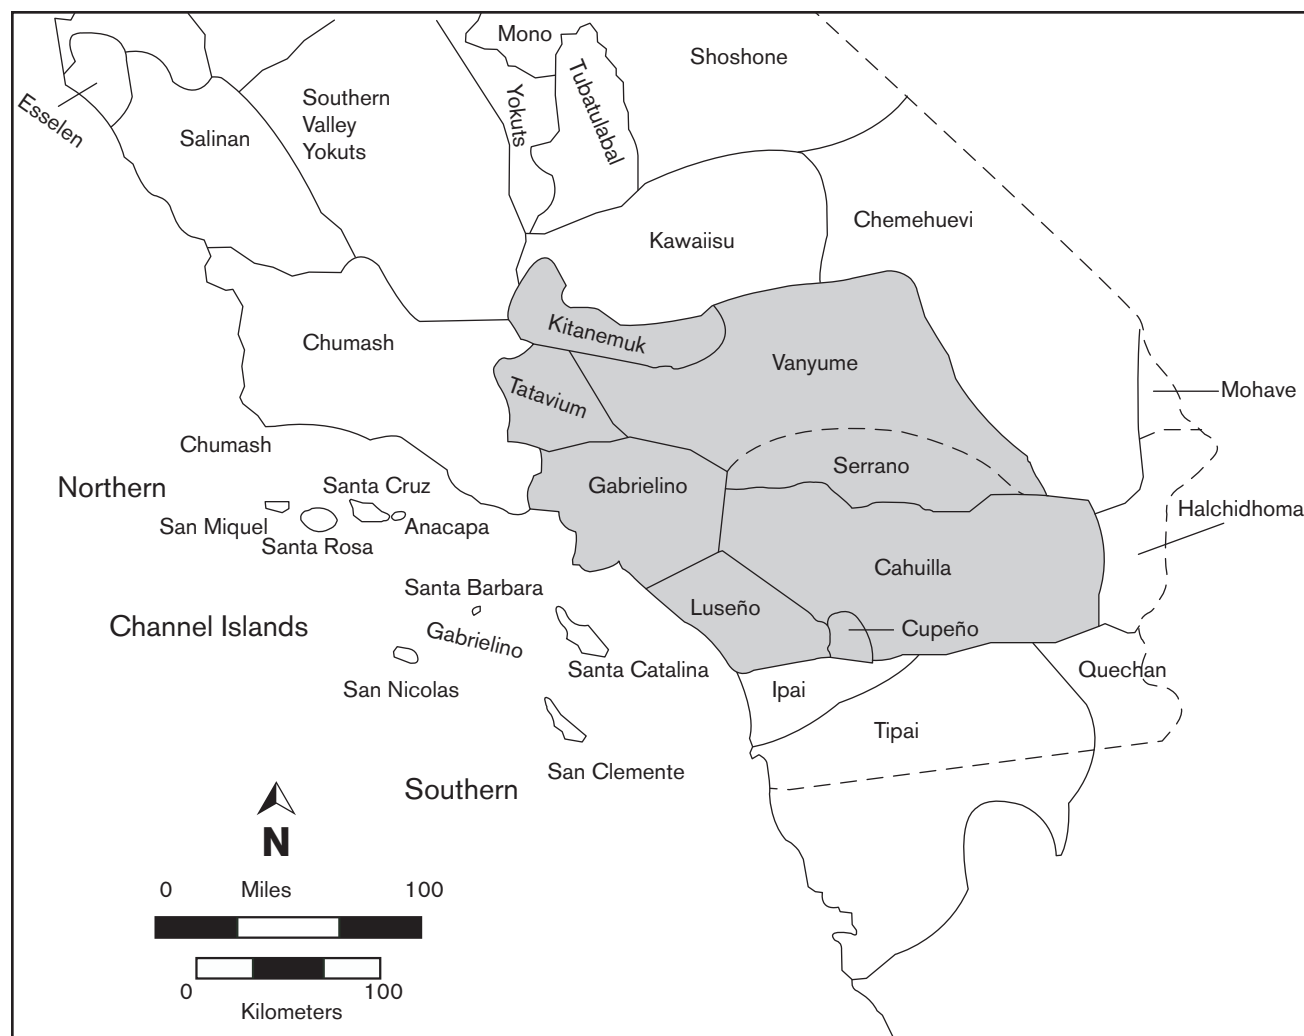 Mono
Shoshone
Esselen
Salinan
Southern
Valley
Yokuts
Yokuts
Tubatulabal
Kawaiisu
Chemehuevi
Chumash
Kitanemuk
Vanyume
Tatavium
Mohave
Chumash
Serrano
Northern
Santa Cruz
Gabrielino
San Miquel
Anacapa
Halchidhoma
Santa Rosa
Cahuilla
Santa Barbara
Luseño
Channel Islands
Gabrielino
Cupeño
Santa Catalina
San Nicolas
Ipai
Quechan
Tipai
San Clemente
Southern
N
0 Miles 100
0 100
Kilometers